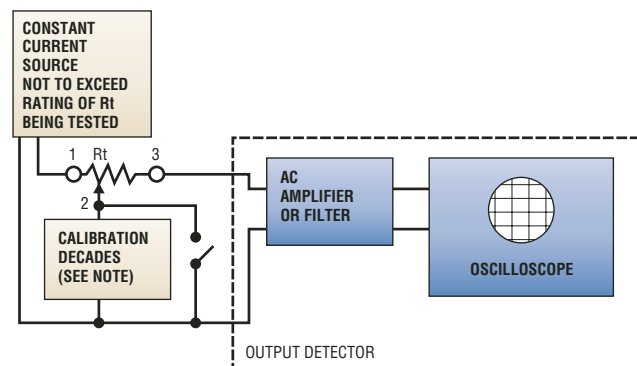 CONSTANT
CURRENT
SOURCE
NOT TO EXCEED
RATING OF Rt
BEING TESTED
1
Rt
3
2
CALIBRATION
DECADES
(SEE NOTE)
AC
AMPLIFIER
OR FILTER
OSCILLOSCOPE
OUTPUT DETECTOR